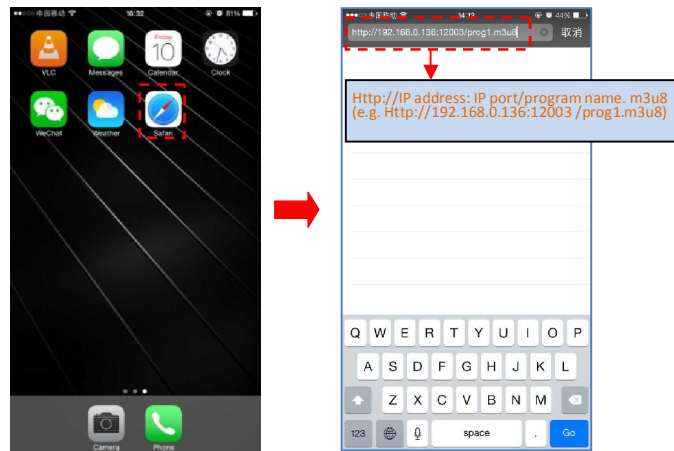 中国移动 16:32 81%
VLC Messages Calendar Clock
Friday
10
WeChat Weather Safari
Camera Phone
中国移动 44%
http://192.168.0.136:12003/prog1.m3u8 取消
Http://IP address: IP port/program name. m3u8
(e.g. Http://192.168.0.136:12003 /prog1.m3u8)
Q W E R T Y U I O P
A S D F G H J K L
Z X C V B N M
123 space . Go